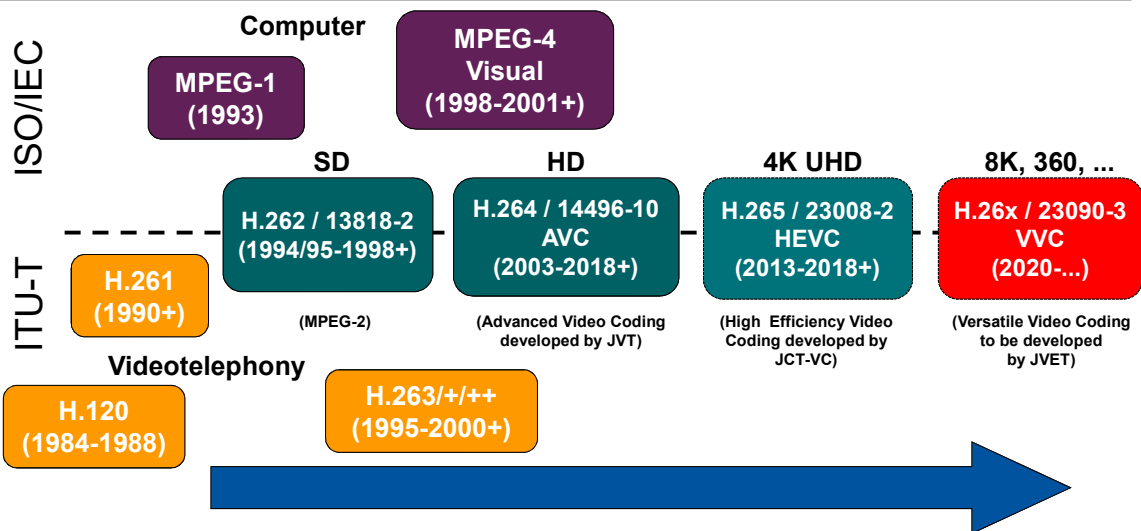 ISO/IEC
ITU-T
Computer
MPEG-1
(1993)
MPEG-4
Visual
(1998-2001+)
SD
HD
4K UHD
8K, 360, ...
H.262 / 13818-2
(1994/95-1998+)
(MPEG-2)
H.264 / 14496-10
AVC
(2003-2018+)
(Advanced Video Coding
developed by JVT)
H.265 / 23008-2
HEVC
(2013-2018+)
(High  Efficiency Video
Coding developed by
JCT-VC)
H.26x / 23090-3
VVC
(2020-...)
(Versatile Video Coding
to be developed
by JVET)
H.261
(1990+)
Videotelephony
H.120
(1984-1988)
H.263/+/++
(1995-2000+)